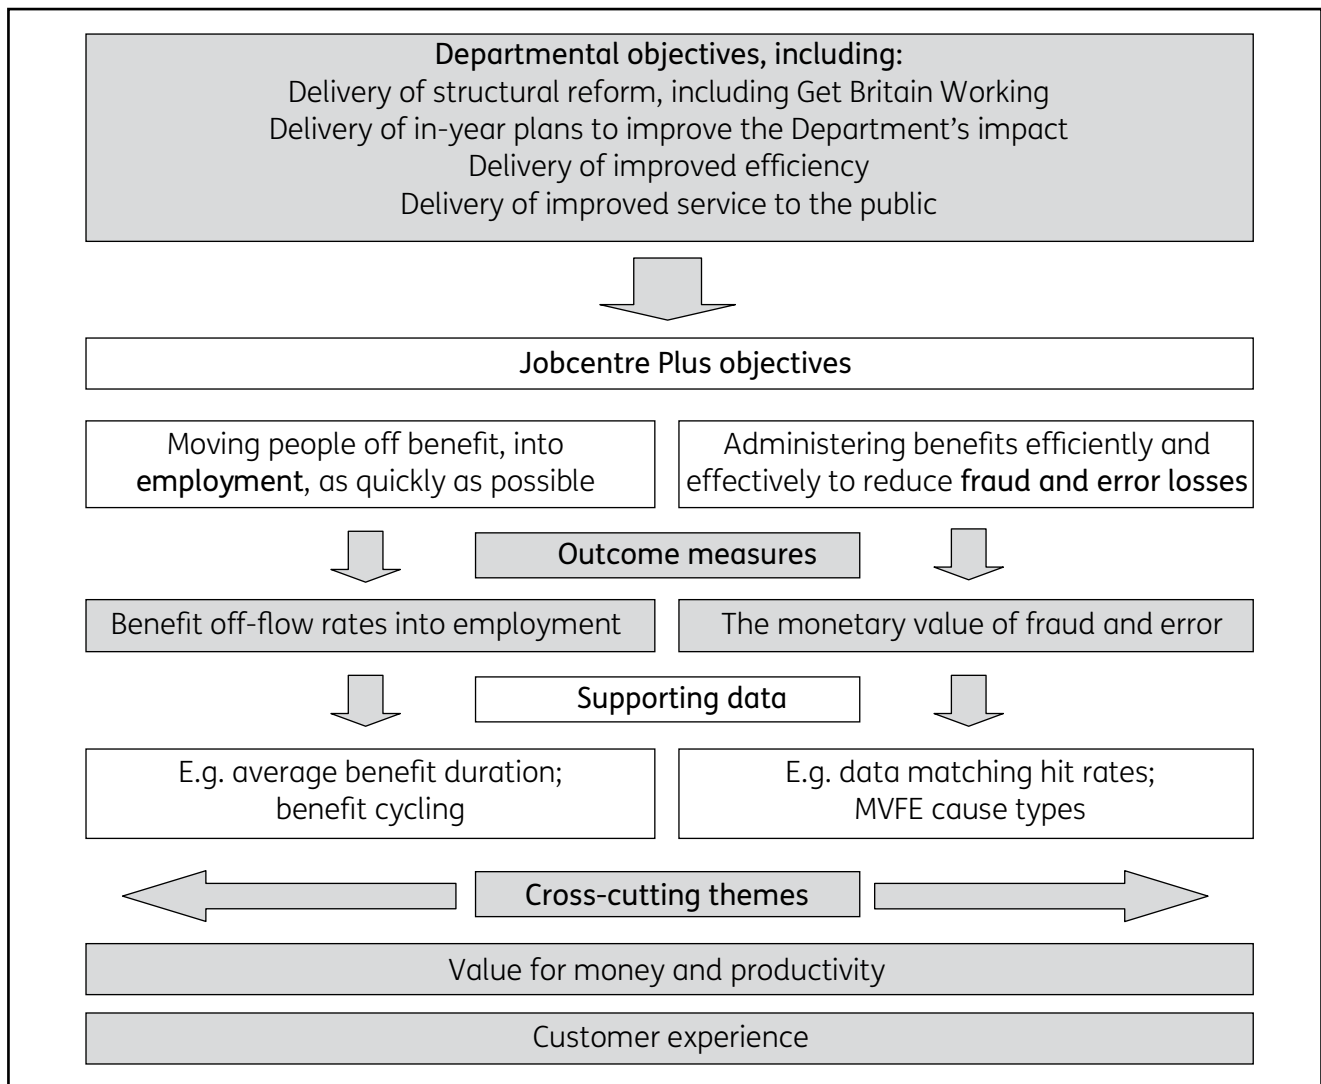 Departmental objectives, including:
Delivery of structural reform, including Get Britain Working
Delivery of in-year plans to improve the Department’s impact
Delivery of improved efficiency
Delivery of improved service to the public
Jobcentre Plus objectives
Moving people off benefit, into
employment, as quickly as possible
Administering benefits efficiently and
effectively to reduce fraud and error losses
Outcome measures
Benefit off-flow rates into employment
The monetary value of fraud and error
Supporting data
E.g. average benefit duration;
benefit cycling
E.g. data matching hit rates;
MVFE cause types
Cross-cutting themes
Value for money and productivity
Customer experience